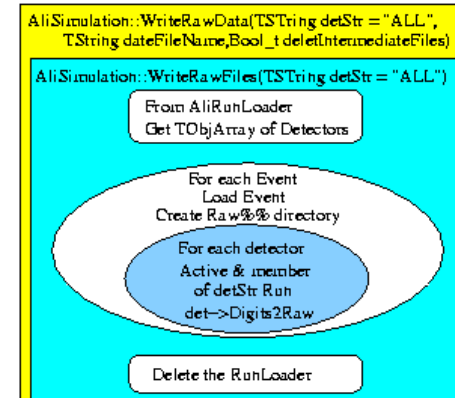 AliSimulation::WriteRawData(TSTring detStr = "ALL",
TString dateFileName,Bool_t deletIntermediateFiles)
AliSimulation::WriteRawFiles(TSTring detStr = "ALL")
From AliRunLoader
Get TObjArray of Detectors
For each Event
Load Event
Create Raw%% directory
For each detector
Active & member
of detStr Run
det->Digits2Raw
Delete the RunLoader